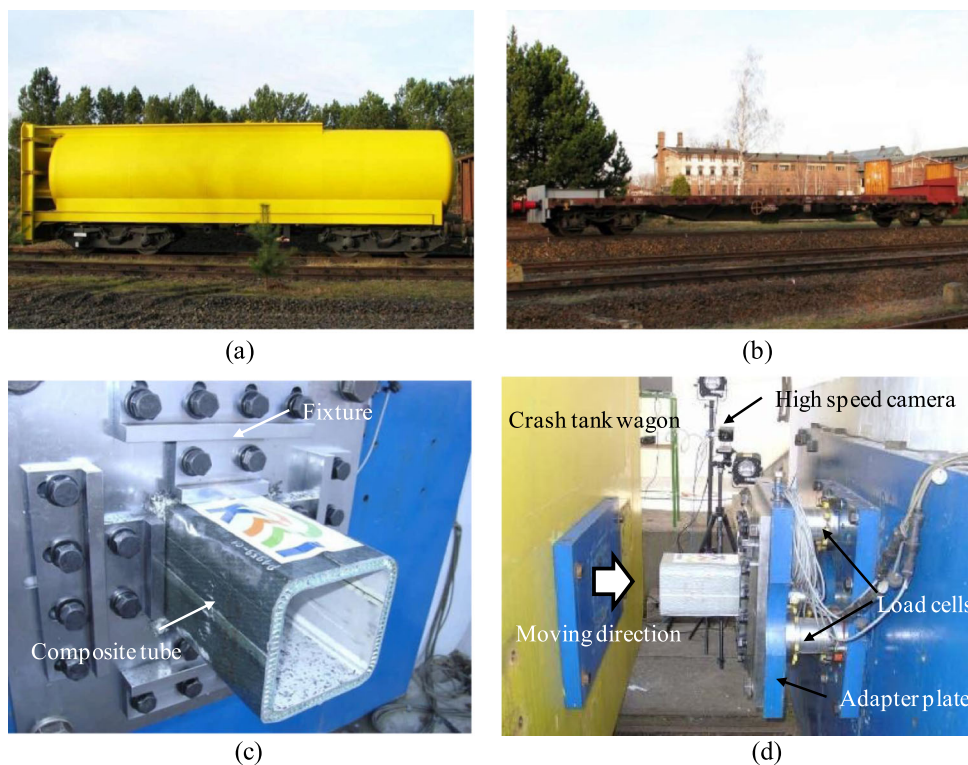 (a)
(b)
Fixture
Composite tube
(c)
High speed camera
Crash tank wagon
Load cells
Moving direction
Adapter plate
(d)